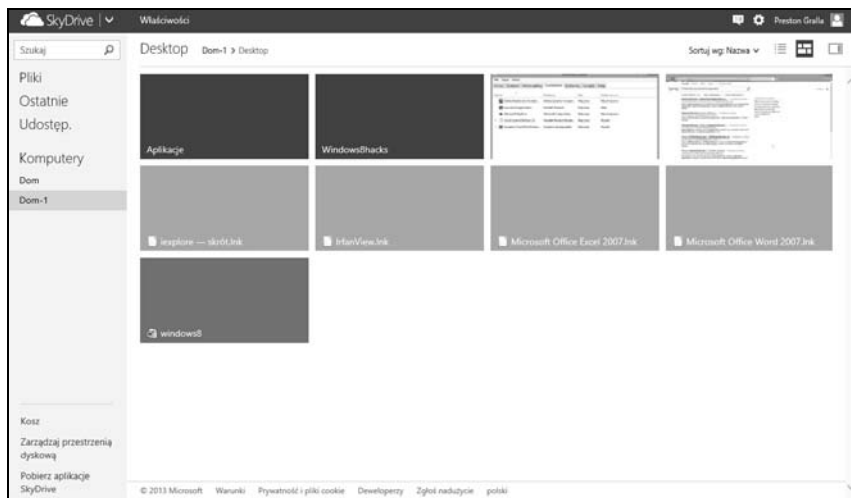 SkyDrive
Właściwości
Preston Gralla
Szukaj
Desktop
Dom-1 > Desktop
Sortuj wg: Nazwa
Pliki
Ostatnie
Udostęp.
Komputery
Dom
Dom-1
Aplikacje
Windows8hacks
iexplore — skrót.lnk
IrfanView.lnk
Microsoft Office Excel 2007.lnk
Microsoft Office Word 2007.lnk
windows8
Kosz
Zarządzaj przestrzenią
dyskową
Pobierz aplikacje
SkyDrive
© 2013 Microsoft Warunki Prywatność i pliki cookie Deweloperzy Zgłoś nadużycie polski